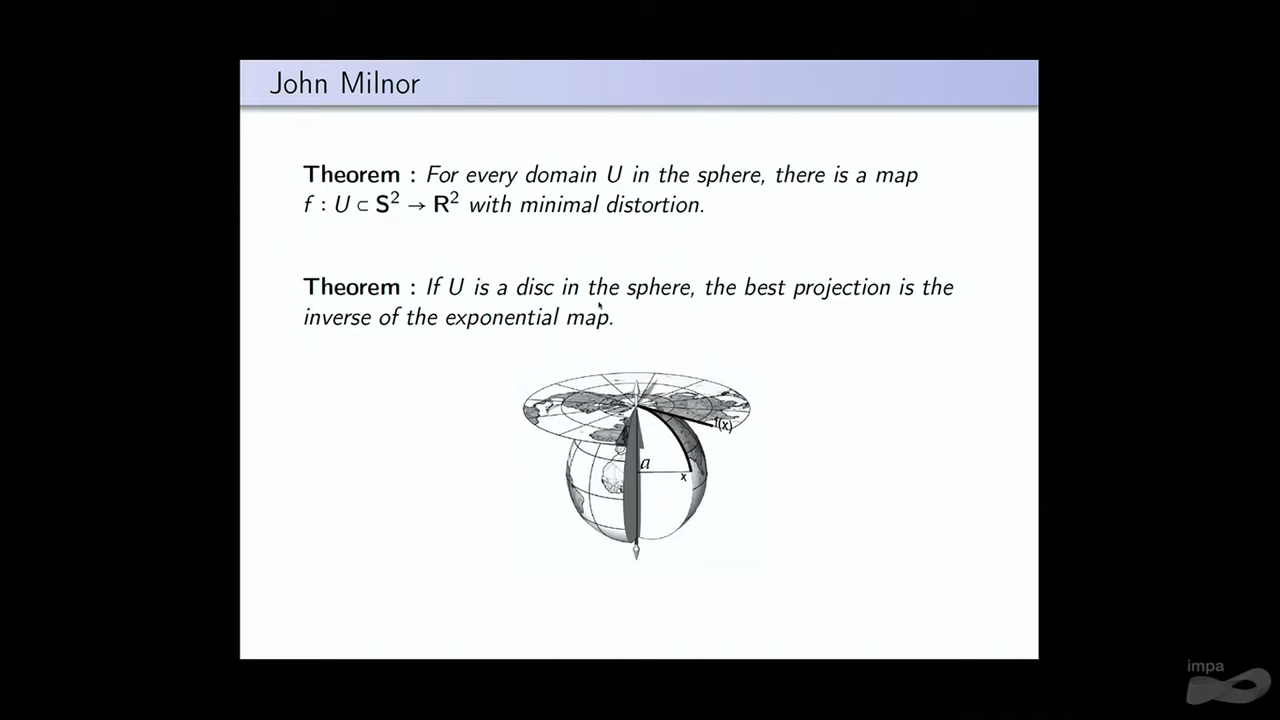 John Milnor
Theorem : For every domain U in the sphere, there is a map
f : U ⊂ S² → R² with minimal distortion.
Theorem : If U is a disc in the sphere, the best projection is the
inverse of the exponential map.
f(x)
a
x
impa